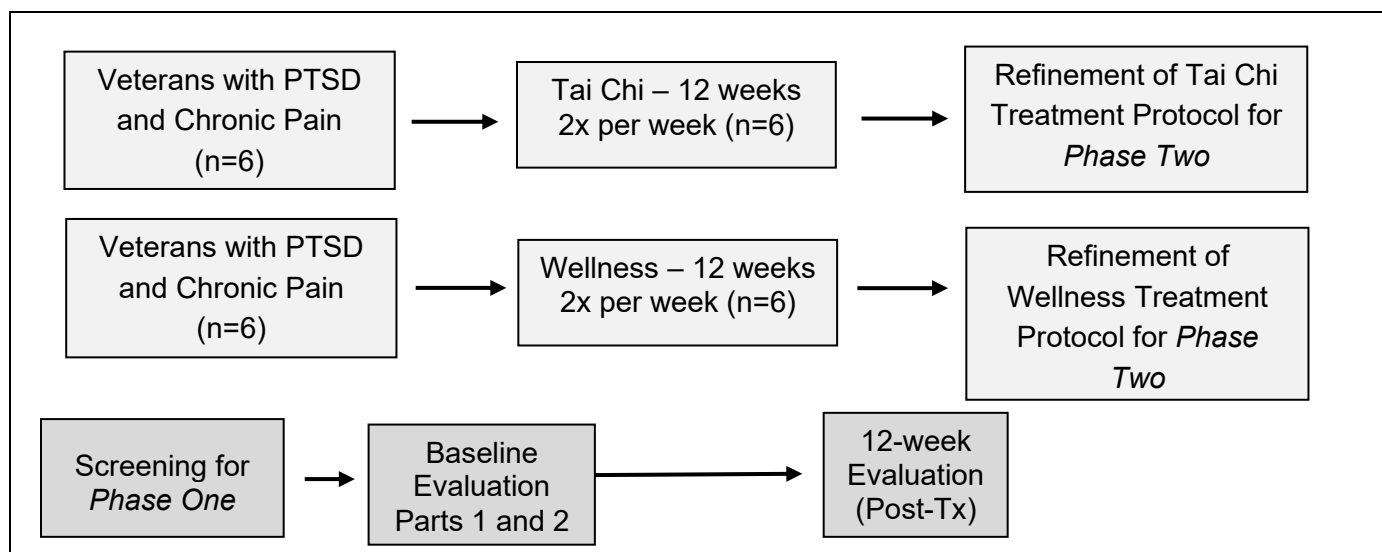 Veterans with PTSD
and Chronic Pain
(n=6)
Tai Chi – 12 weeks
2x per week (n=6)
Refinement of Tai Chi
Treatment Protocol for
Phase Two
Veterans with PTSD
and Chronic Pain
(n=6)
Wellness – 12 weeks
2x per week (n=6)
Refinement of
Wellness Treatment
Protocol for Phase
Two
Screening for
Phase One
Baseline
Evaluation
Parts 1 and 2
12-week
Evaluation
(Post-Tx)